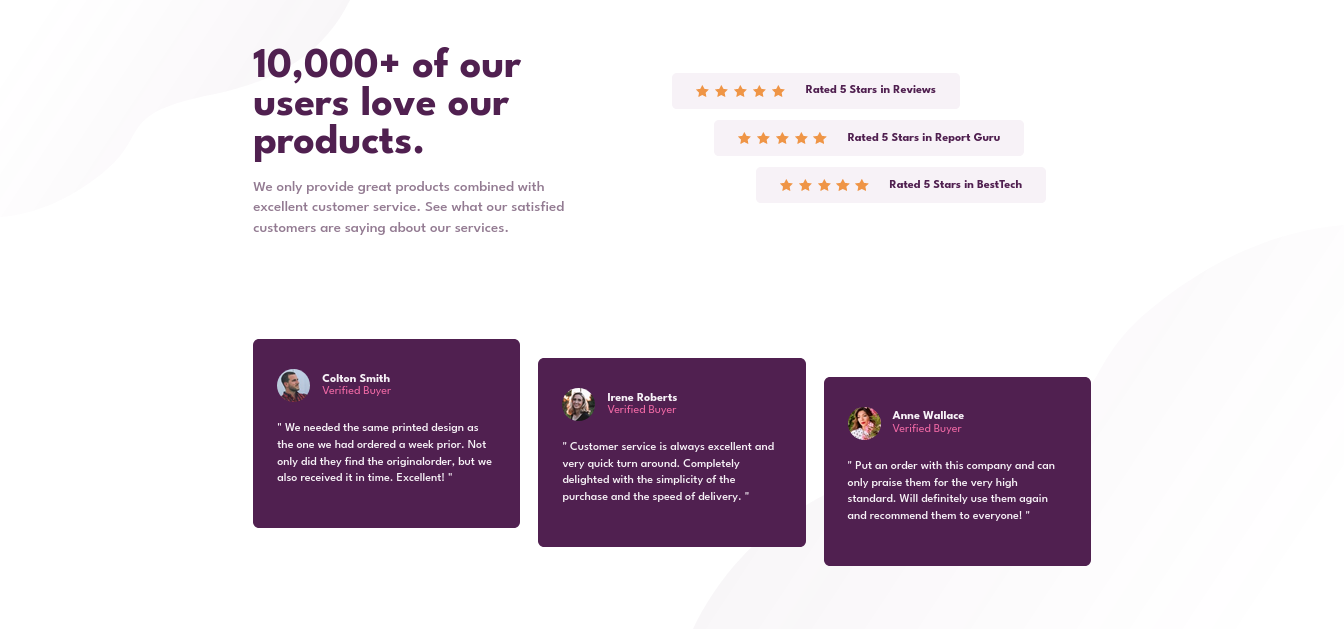 10,000+ of our
users love our
products.
We only provide great products combined with
excellent customer service. See what our satisfied
customers are saying about our services.
Rated 5 Stars in Reviews
Rated 5 Stars in Report Guru
Rated 5 Stars in BestTech
Colton Smith
Verified Buyer
" We needed the same printed design as
the one we had ordered a week prior. Not
only did they find the originalorder, but we
also received it in time. Excellent! "
Irene Roberts
Verified Buyer
" Customer service is always excellent and
very quick turn around. Completely
delighted with the simplicity of the
purchase and the speed of delivery. "
Anne Wallace
Verified Buyer
" Put an order with this company and can
only praise them for the very high
standard. Will definitely use them again
and recommend them to everyone! "